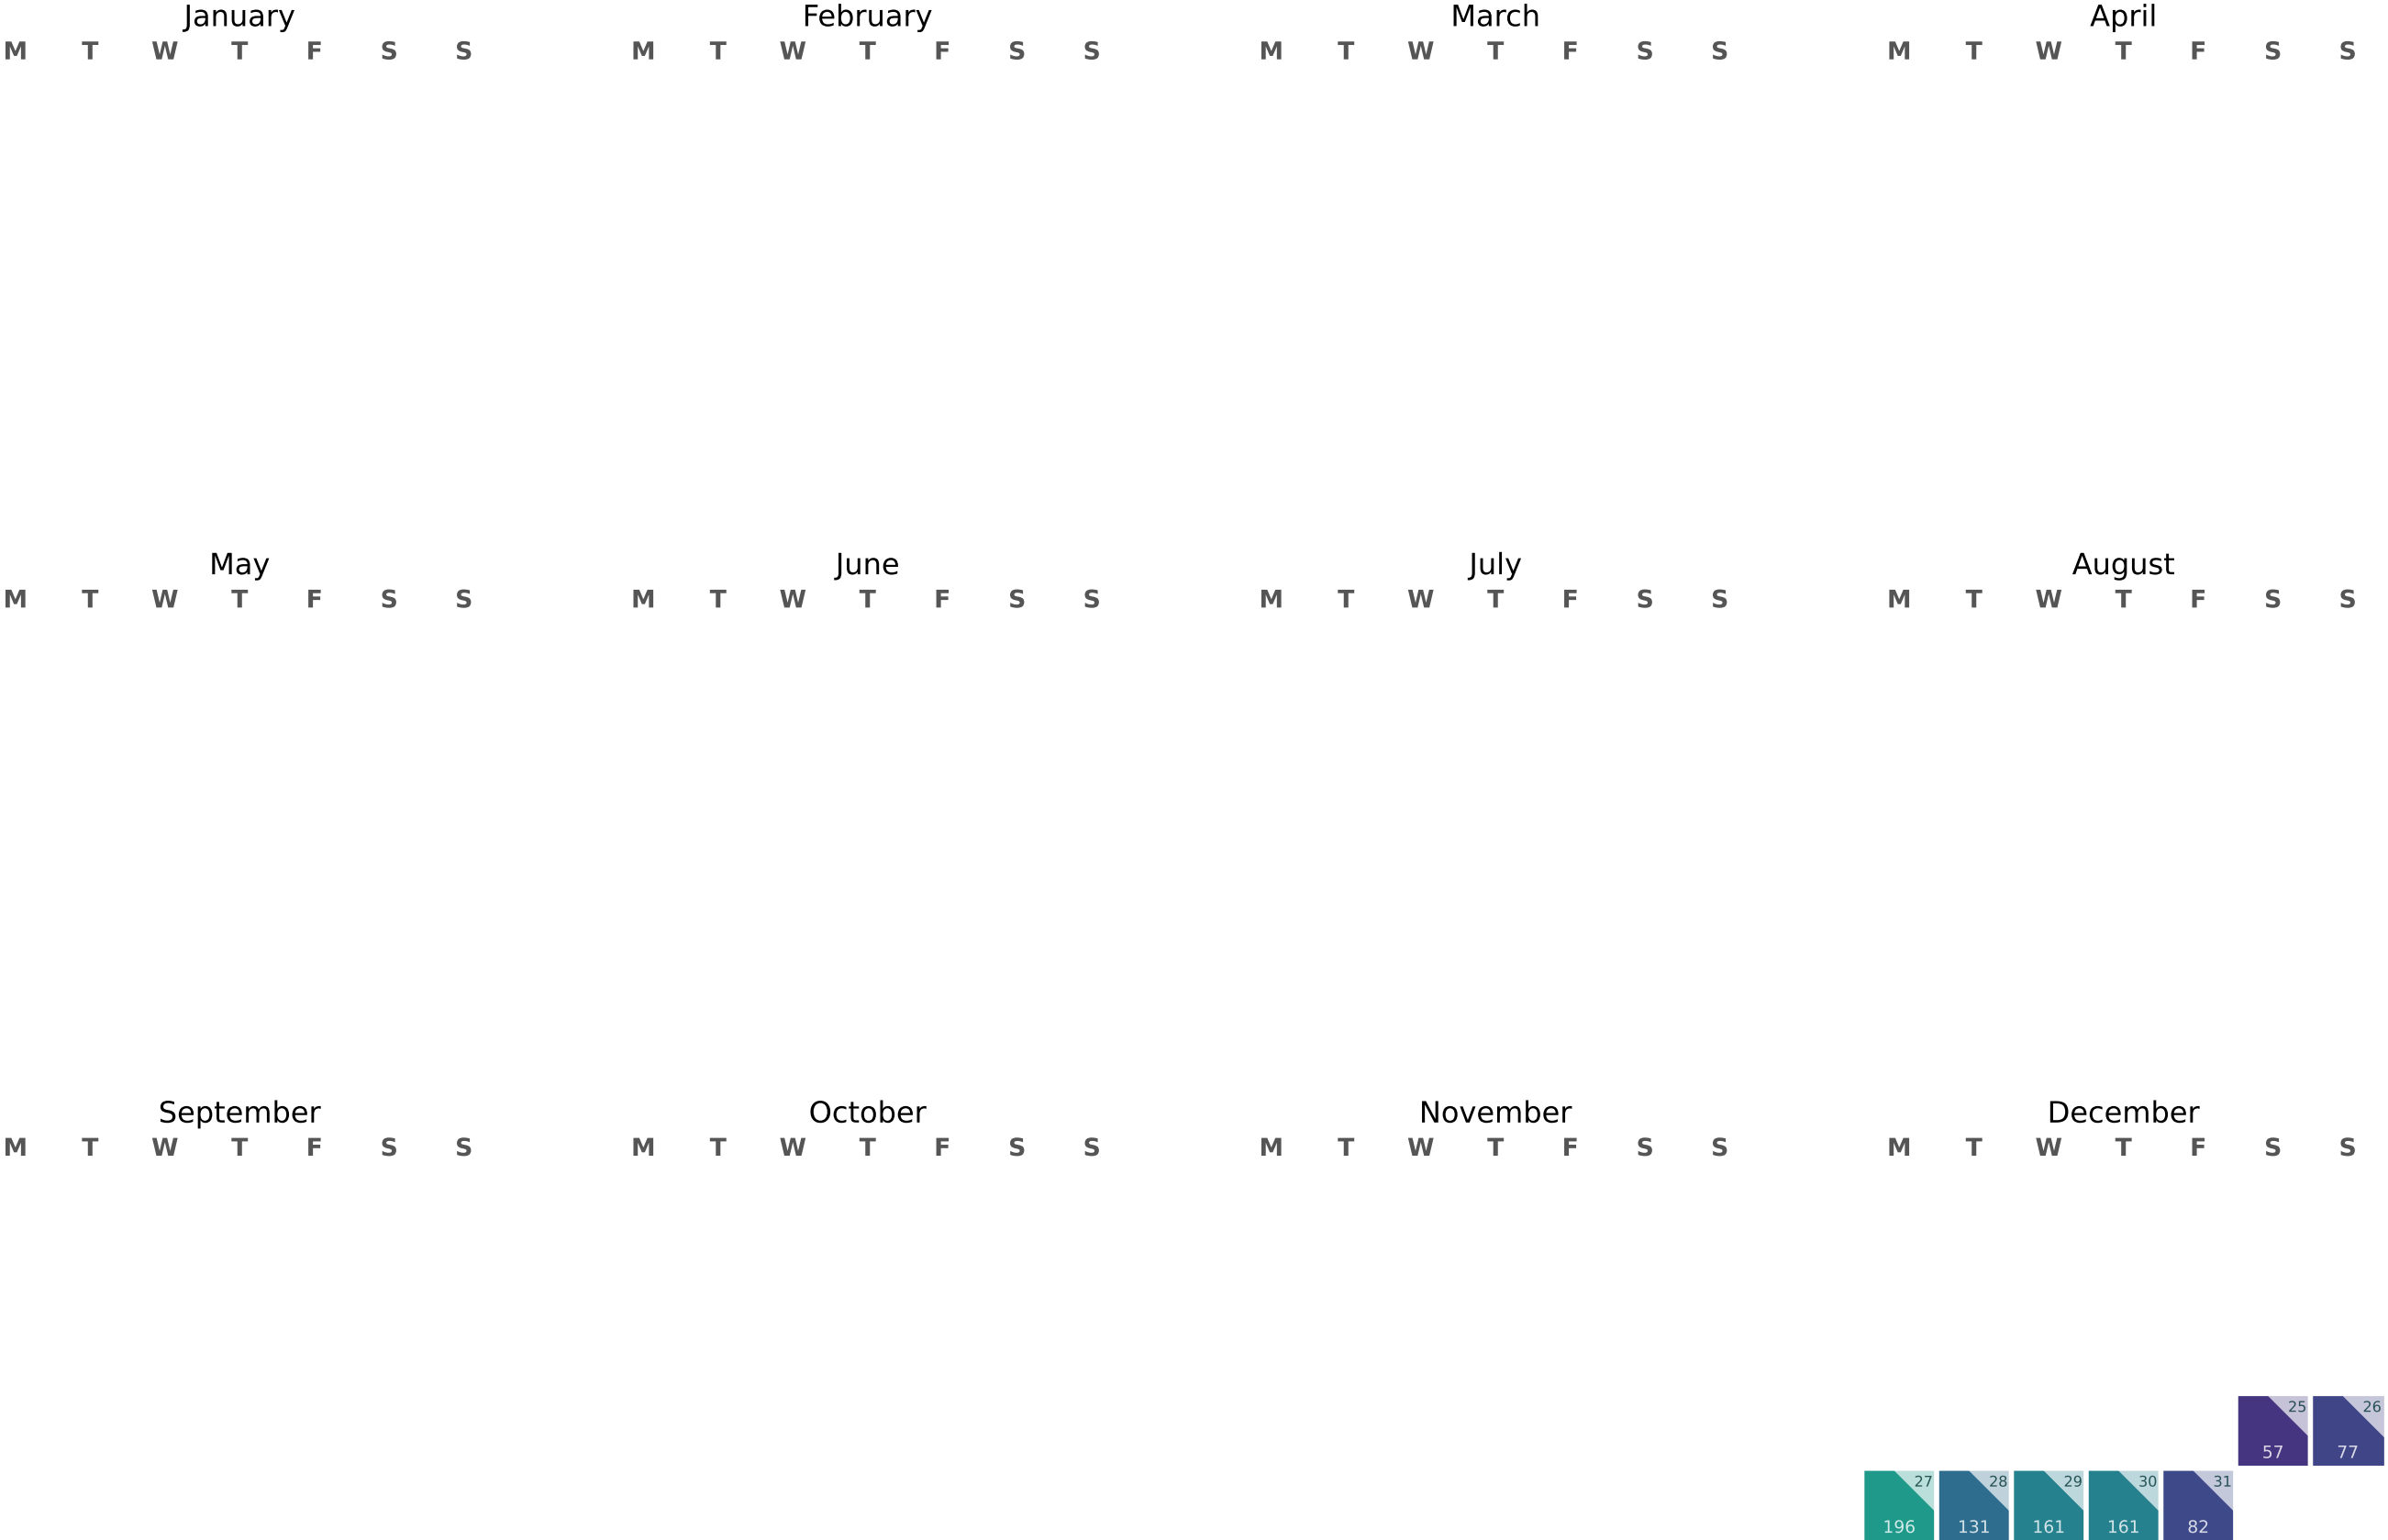 January February March April
M T W T F S S M T W T F S S M T W T F S S M T W T F S S
May June July August
M T W T F S S M T W T F S S M T W T F S S M T W T F S S
September October November December
M T W T F S S M T W T F S S M T W T F S S M T W T F S S
25 26
57 77
27 28 29 30 31
196 131 161 161 82